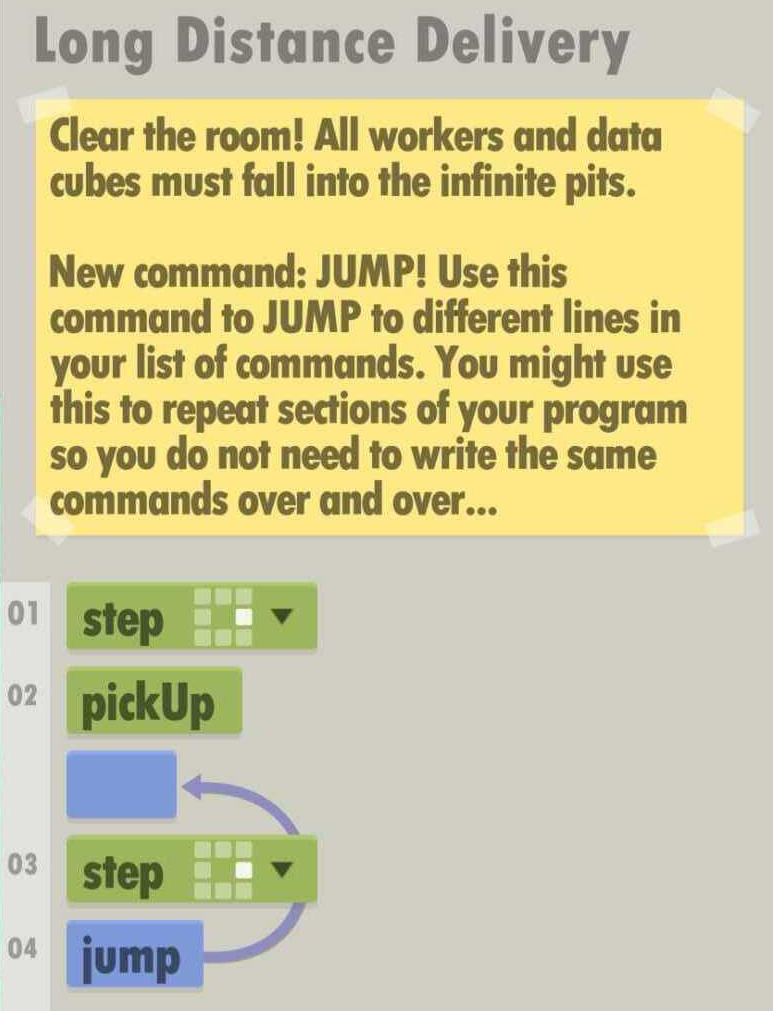 Long Distance Delivery
Clear the room! All workers and data
cubes must fall into the infinite pits.
New command: JUMP! Use this
command to JUMP to different lines in
your list of commands. You might use
this to repeat sections of your program
so you do not need to write the same
commands over and over...
01 step
02 pickUp
03 step
04 jump